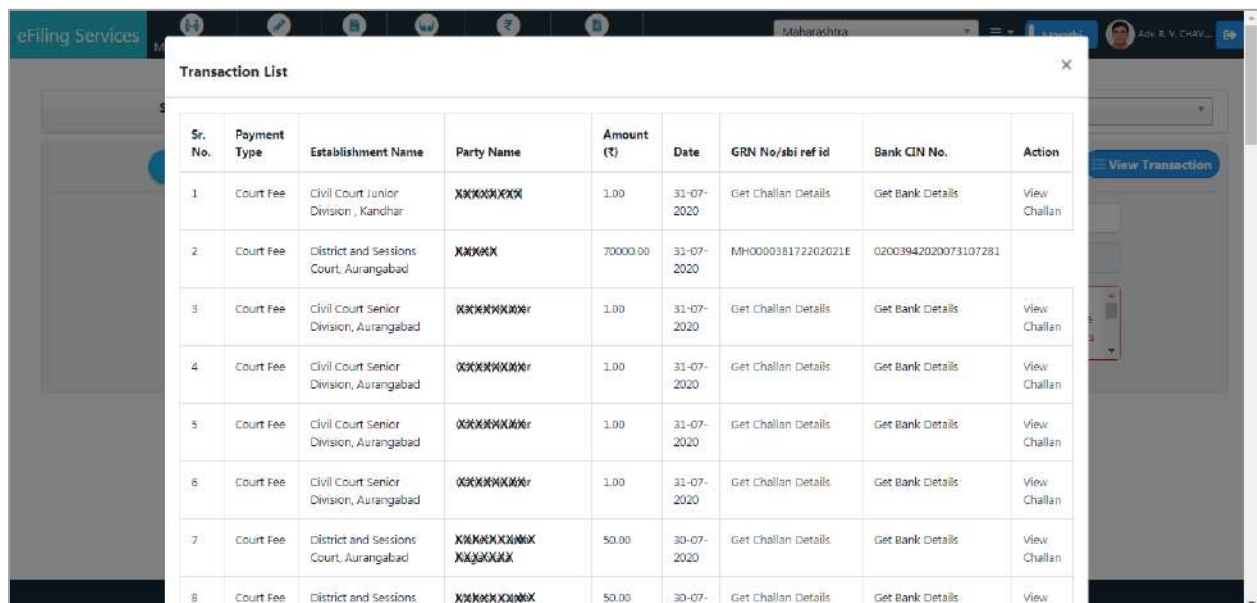 eFiling Services
Maharashtra
Adv. R. V. CHAV...
Transaction List
×
View Transaction
Sr. No. Payment Type Establishment Name Party Name Amount (₹) Date GRN No/sbi ref id Bank CIN No. Action
1 Court Fee Civil Court Junior 1.00 31-07- Get Challan Details Get Bank Details View
Division , Kandhar 2020 Challan
2 Court Fee District and Sessions 70000.00 31-07- MH000038172202021E 02003942020073107281
Court, Aurangabad 2020
3 Court Fee Civil Court Senior 1.00 31-07- Get Challan Details Get Bank Details View
Division, Aurangabad 2020 Challan
4 Court Fee Civil Court Senior 1.00 31-07- Get Challan Details Get Bank Details View
Division, Aurangabad 2020 Challan
5 Court Fee Civil Court Senior 1.00 31-07- Get Challan Details Get Bank Details View
Division, Aurangabad 2020 Challan
6 Court Fee Civil Court Senior 1.00 31-07- Get Challan Details Get Bank Details View
Division, Aurangabad 2020 Challan
7 Court Fee District and Sessions 50.00 30-07- Get Challan Details Get Bank Details View
Court, Aurangabad 2020 Challan
8 Court Fee District and Sessions 50.00 30-07- Get Challan Details Get Bank Details View